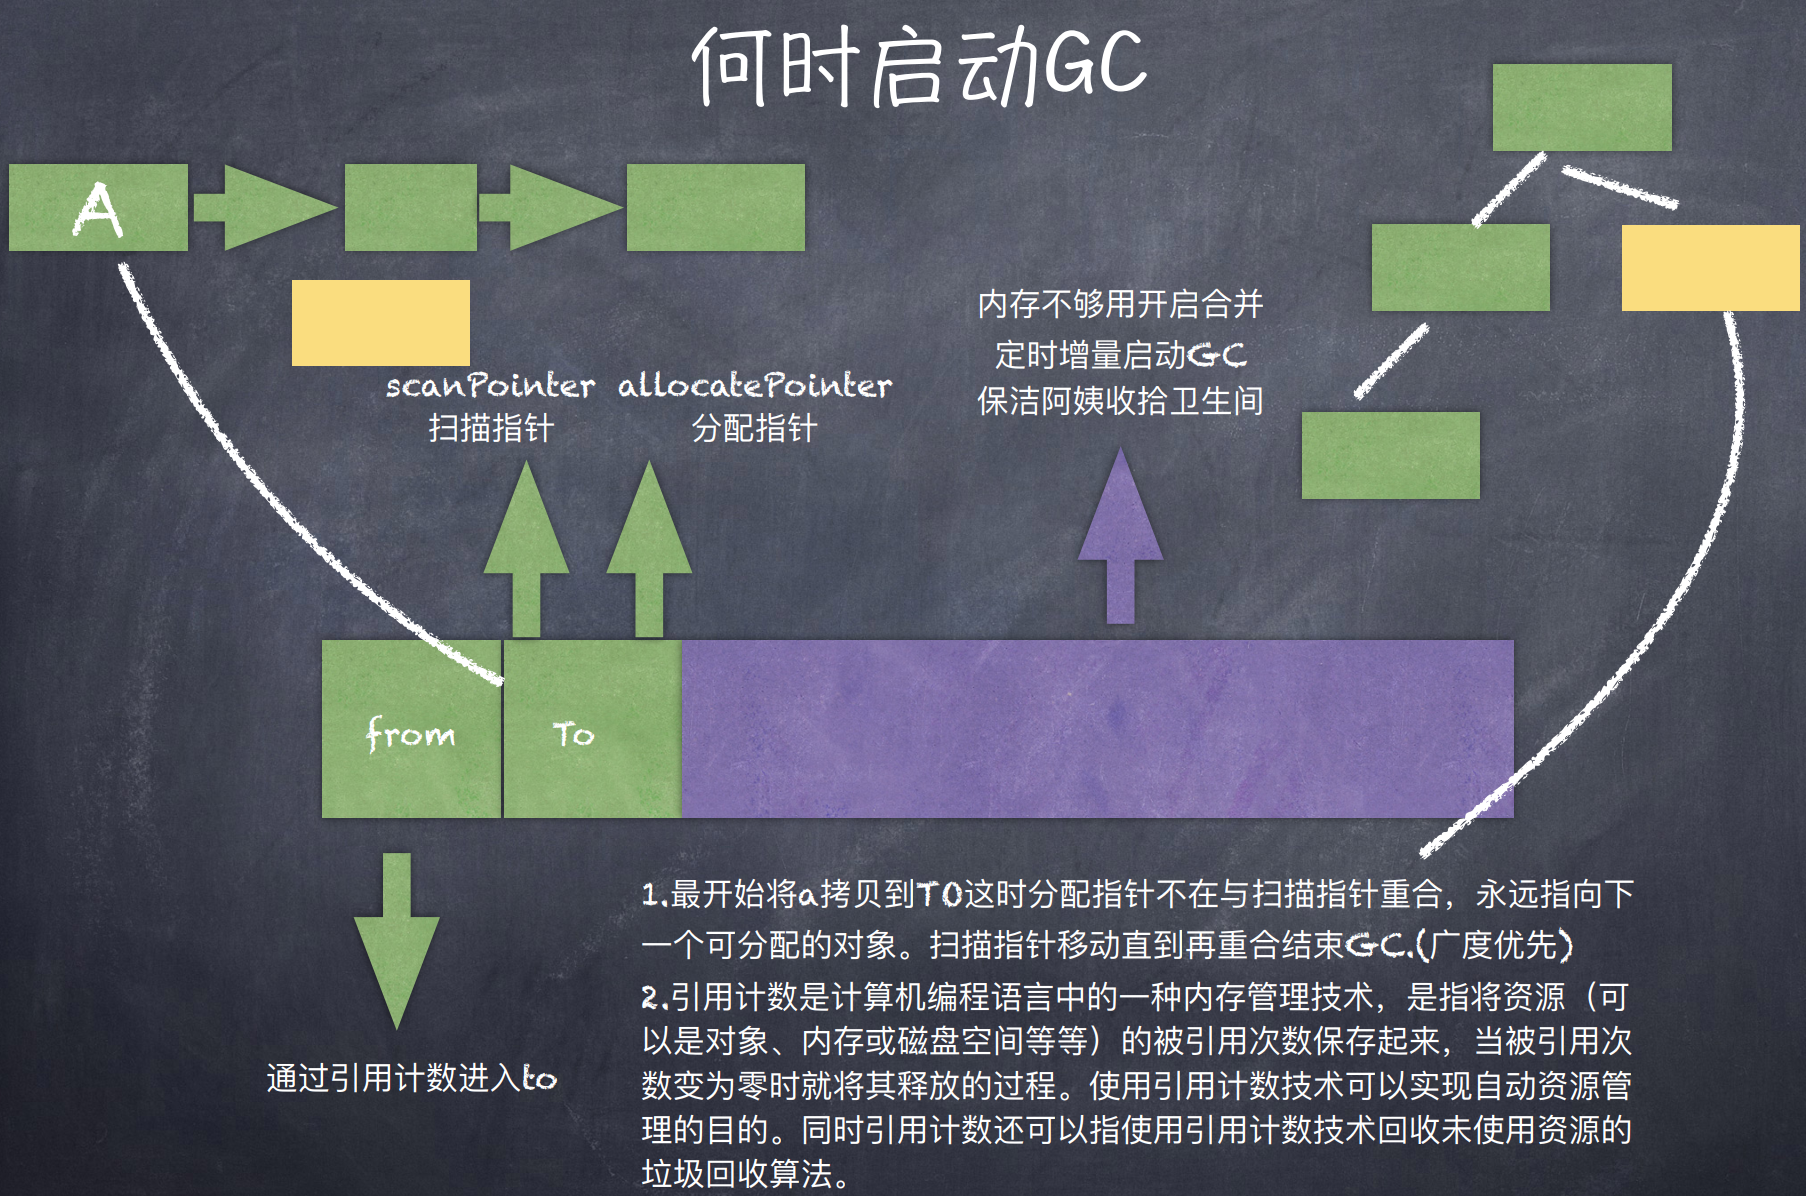 何时启动GC
A
scanPointer
扫描指针
allocatePointer
分配指针
内存不够用开启合并
定时增量启动GC
保洁阿姨收拾卫生间
from
To
通过引用计数进入to
1.最开始将a拷贝到TO这时分配指针不在与扫描指针重合，永远指向下
一个可分配的对象。扫描指针移动直到再重合结束GC.(广度优先)
2.引用计数是计算机编程语言中的一种内存管理技术，是指将资源（可
以是对象、内存或磁盘空间等等）的被引用次数保存起来，当被引用次
数变为零时就将其释放的过程。使用引用计数技术可以实现自动资源管
理的目的。同时引用计数还可以指使用引用计数技术回收未使用资源的
垃圾回收算法。